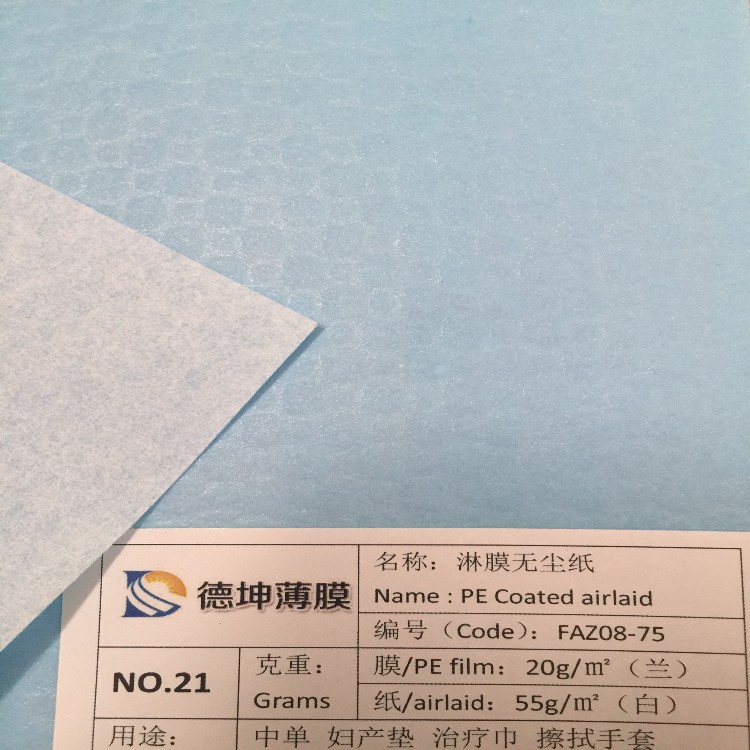 德坤薄膜
名称：淋膜无尘纸
Name : PE Coated airlaid
编号（Code）： FAZ08-75
NO.21
克重：
Grams
膜/PE film：20g/㎡（兰）
纸/airlaid：55g/㎡（白）
用途： 中单 妇产垫 治疗巾 擦拭手套